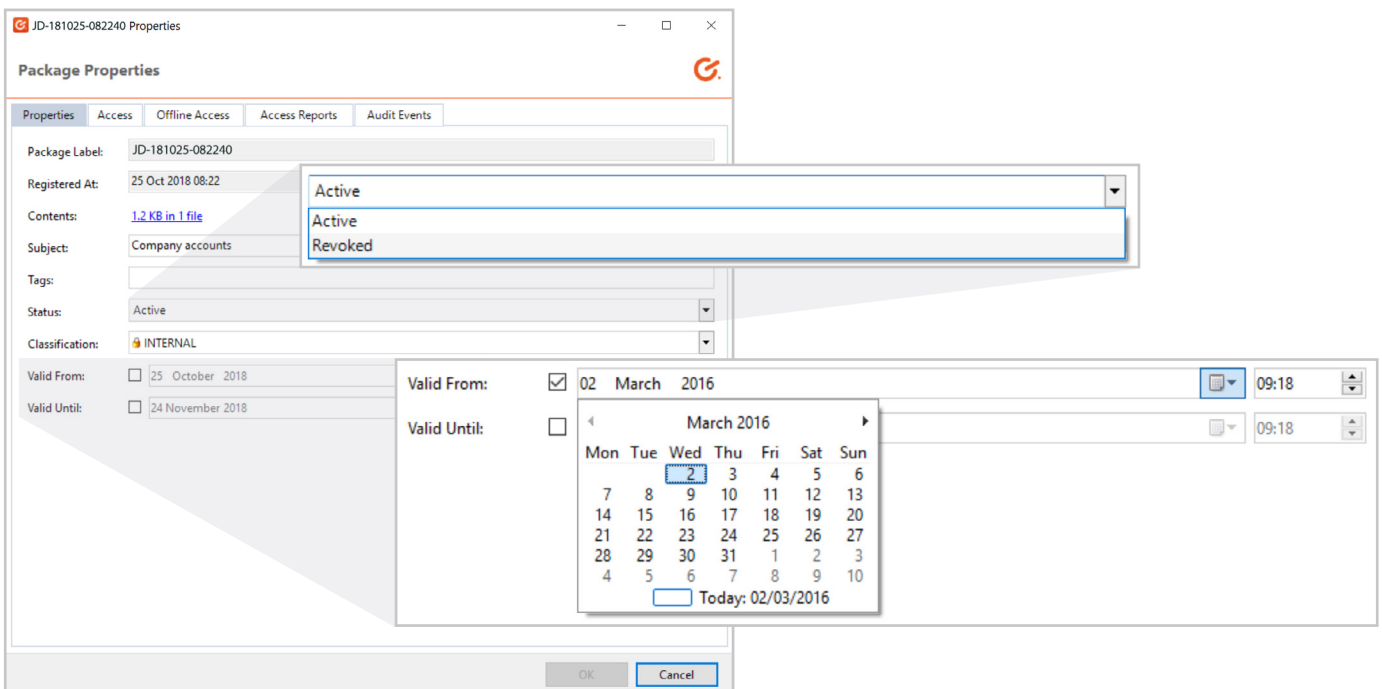 JD-181025-082240 Properties
Package Properties
Properties Access Offline Access Access Reports Audit Events
Package Label: JD-181025-082240
Registered At: 25 Oct 2018 08:22
Contents: 1.2 KB in 1 file
Subject: Company accounts
Tags:
Status: Active
Classification: INTERNAL
Valid From: 25 October 2018
Valid Until: 24 November 2018
OK Cancel
Active
Active
Revoked
Valid From: 02 March 2016 09:18
Valid Until: 09:18
March 2016
Mon Tue Wed Thu Fri Sat Sun
2 3 4 5 6
7 8 9 10 11 12 13
14 15 16 17 18 19 20
21 22 23 24 25 26 27
28 29 30 31 1 2 3
4 5 6 7 8 9 10
Today: 02/03/2016